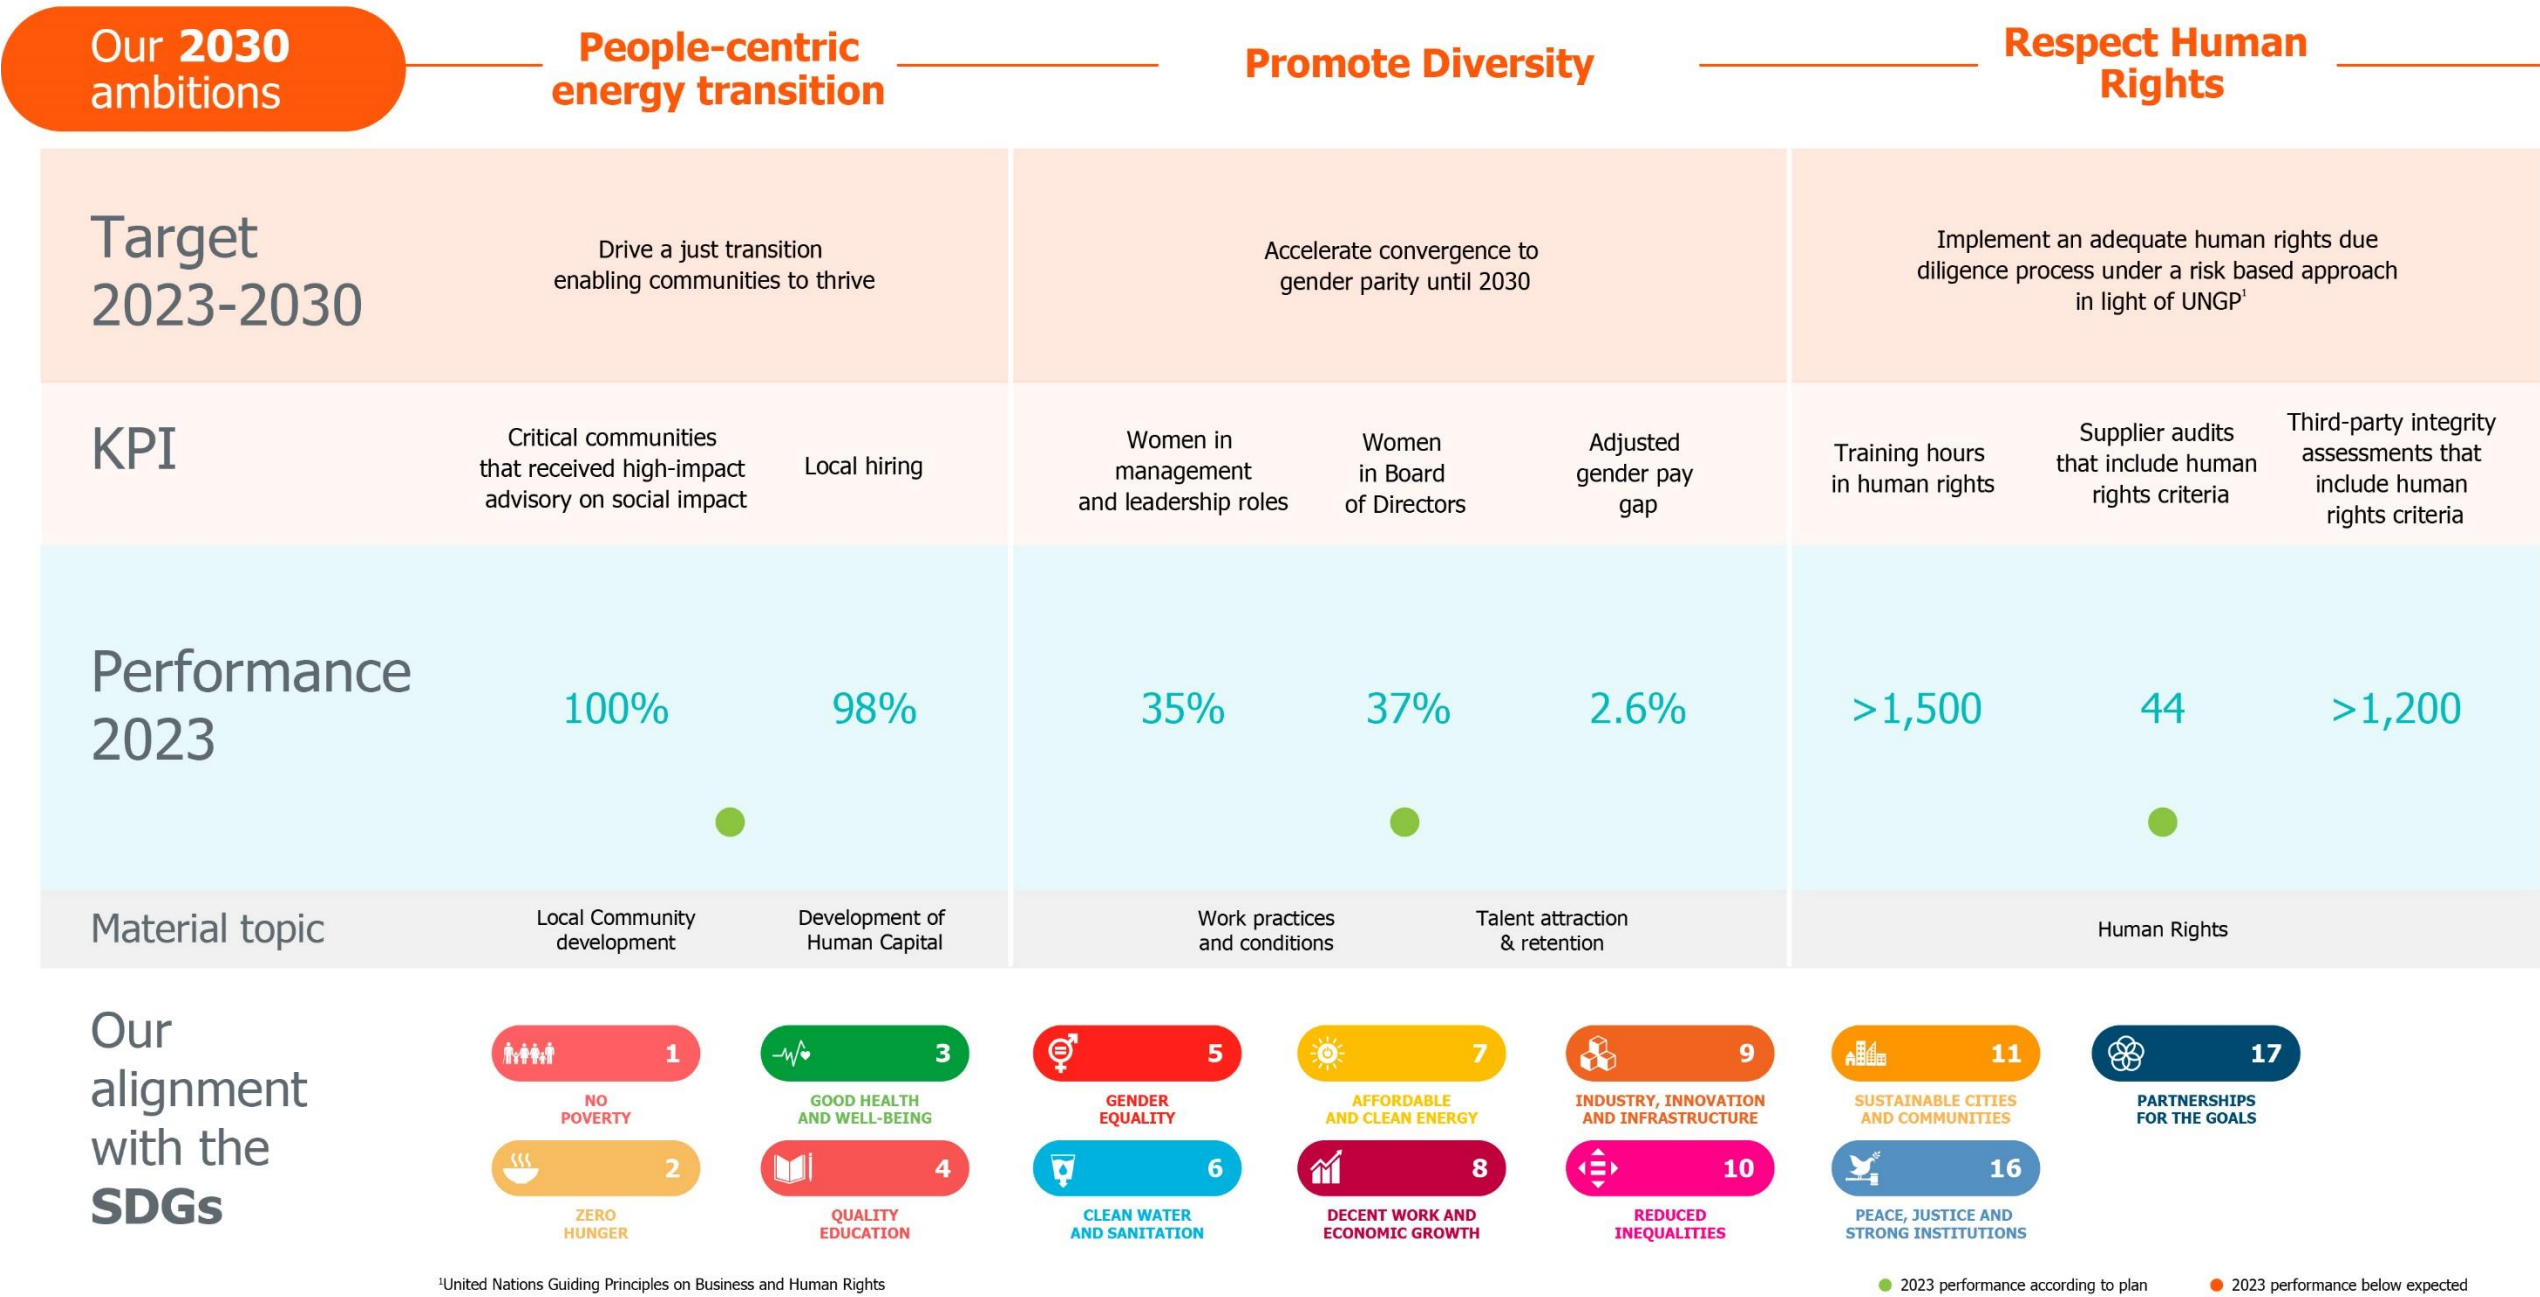 Our 2030
ambitions
People-centric
energy transition
Promote Diversity
Respect Human
Rights
Target
2023-2030
Drive a just transition
enabling communities to thrive
Accelerate convergence to
gender parity until 2030
Implement an adequate human rights due
diligence process under a risk based approach
in light of UNGP¹
KPI
Critical communities
that received high-impact
advisory on social impact
Local hiring
Women in
management
and leadership roles
Women
in Board
of Directors
Adjusted
gender pay
gap
Training hours
in human rights
Supplier audits
that include human
rights criteria
Third-party integrity
assessments that
include human
rights criteria
Performance
2023
100%
98%
35%
37%
2.6%
>1,500
44
>1,200
Material topic
Local Community
development
Development of
Human Capital
Work practices
and conditions
Talent attraction
& retention
Human Rights
Our
alignment
with the
SDGs
1
NO
POVERTY
3
GOOD HEALTH
AND WELL-BEING
5
GENDER
EQUALITY
7
AFFORDABLE
AND CLEAN ENERGY
9
INDUSTRY, INNOVATION
AND INFRASTRUCTURE
11
SUSTAINABLE CITIES
AND COMMUNITIES
17
PARTNERSHIPS
FOR THE GOALS
2
ZERO
HUNGER
4
QUALITY
EDUCATION
6
CLEAN WATER
AND SANITATION
8
DECENT WORK AND
ECONOMIC GROWTH
10
REDUCED
INEQUALITIES
16
PEACE, JUSTICE AND
STRONG INSTITUTIONS
¹United Nations Guiding Principles on Business and Human Rights
2023 performance according to plan
2023 performance below expected